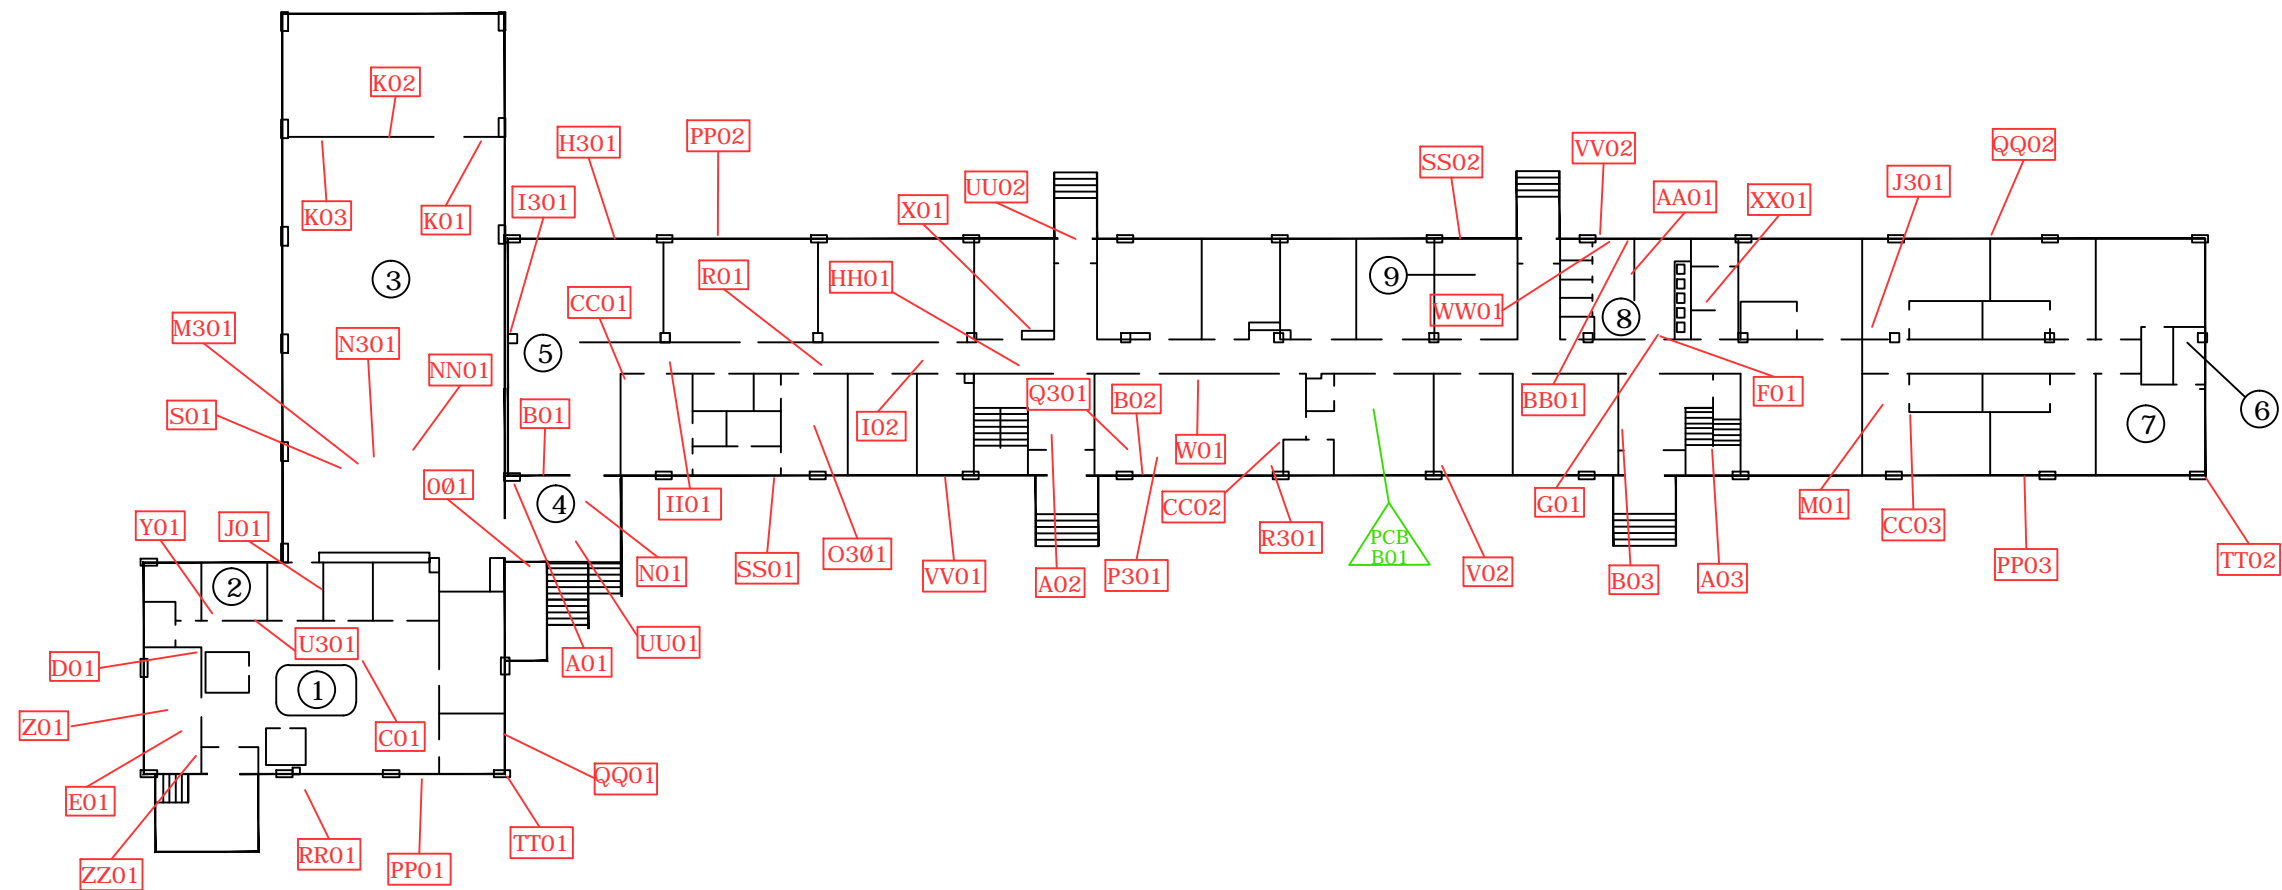 K02
PP02
H301
SS02
VV02
QQ02
K03
K01
I301
UU02
X01
AA01
XX01
J301
3
R01
HH01
9
CC01
WW01
8
M301
N301
5
NN01
BB01
F01
6
S01
B01
I02
Q301
B02
7
W01
OØ1
4
II01
CC02
G01
M01
CC03
Y01
J01
R301
PCB
B01
N01
SS01
O3Ø1
VV01
A02
P301
V02
B03
A03
PP03
TT02
2
U301
UU01
A01
D01
1
Z01
C01
QQ01
E01
ZZ01
RR01
PP01
TT01